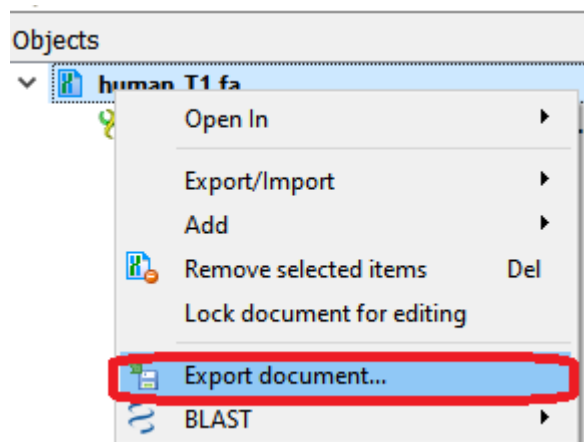 Objects
human_T1.fa
Open In
Export/Import
Add
Remove selected items Del
Lock document for editing
Export document...
BLAST